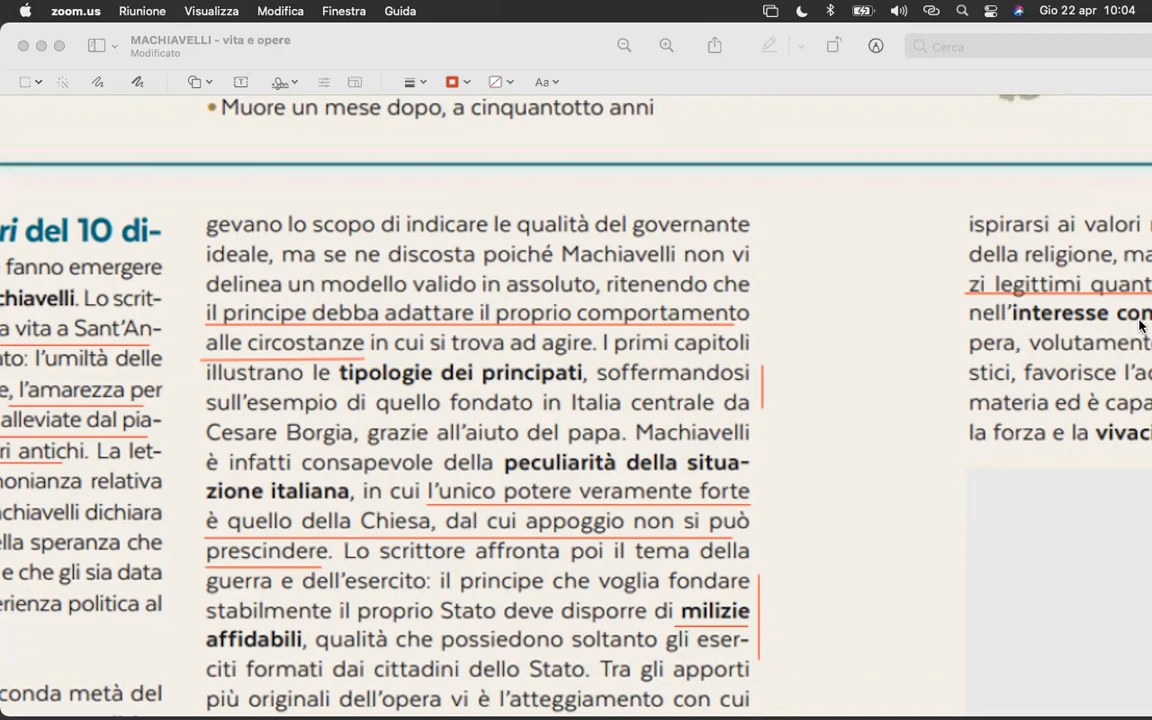 zoom.us Riunione Visualizza Modifica Finestra Guida Gio 22 apr 10:04
MACHIAVELLI - vita e opere
Modificato
Cerca
Aa
• Muore un mese dopo, a cinquantotto anni
ri del 10 di-
fanno emergere
chiavelli. Lo scrit-
a vita a Sant'An-
ato: l'umiltà delle
e, l'amarezza per
alleviate dal pia-
ri antichi. La let-
monianza relativa
achiavelli dichiara
ella speranza che
e che gli sia data
erienza politica al
conda metà del
gevano lo scopo di indicare le qualità del governante
ideale, ma se ne discosta poiché Machiavelli non vi
delinea un modello valido in assoluto, ritenendo che
il principe debba adattare il proprio comportamento
alle circostanze in cui si trova ad agire. I primi capitoli
illustrano le tipologie dei principati, soffermandosi
sull'esempio di quello fondato in Italia centrale da
Cesare Borgia, grazie all'aiuto del papa. Machiavelli
è infatti consapevole della peculiarità della situa-
zione italiana, in cui l'unico potere veramente forte
è quello della Chiesa, dal cui appoggio non si può
prescindere. Lo scrittore affronta poi il tema della
guerra e dell'esercito: il principe che voglia fondare
stabilmente il proprio Stato deve disporre di milizie
affidabili, qualità che possiedono soltanto gli eser-
citi formati dai cittadini dello Stato. Tra gli apporti
più originali dell'opera vi è l'atteggiamento con cui
ispirarsi ai valori
della religione, ma
zi legittimi quant
nell'interesse con
pera, volutament
stici, favorisce l'a
materia ed è capa
la forza e la vivaci